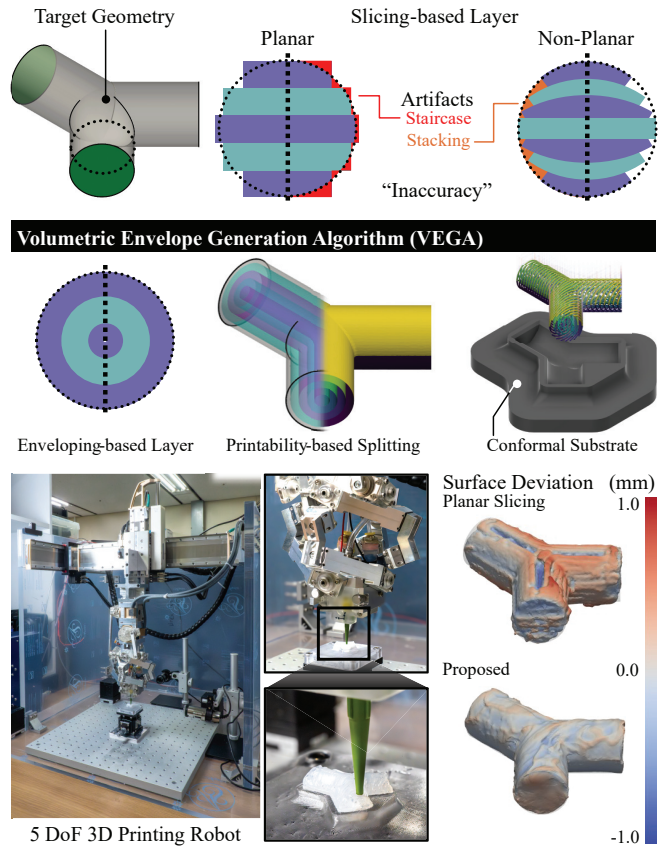 Target Geometry
Slicing-based Layer
Planar
Non-Planar
Artifacts
Staircase
Stacking
“Inaccuracy”
Volumetric Envelope Generation Algorithm (VEGA)
Enveloping-based Layer
Printability-based Splitting
Conformal Substrate
Surface Deviation (mm)
Planar Slicing
1.0
Proposed
0.0
-1.0
5 DoF 3D Printing Robot